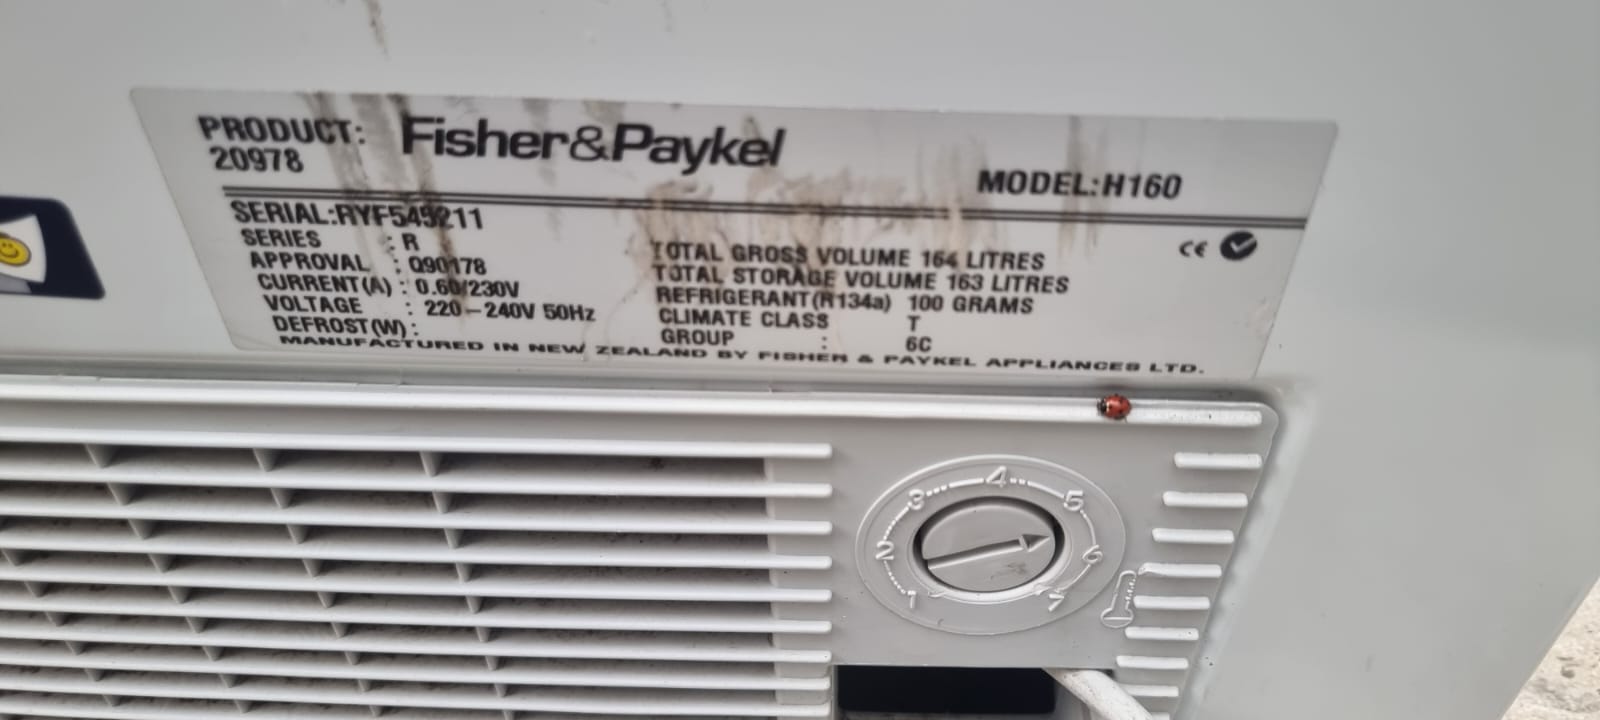 PRODUCT: Fisher&Paykel
20978
MODEL:H160
SERIAL:RYF549211
SERIES : R
APPROVAL : Q90178
CURRENT(A) : 0.60/230V
VOLTAGE : 220-240V 50Hz
DEFROST(W) :
TOTAL GROSS VOLUME 164 LITRES
TOTAL STORAGE VOLUME 163 LITRES
REFRIGERANT(R134a) 100 GRAMS
CLIMATE CLASS T
GROUP : 6C
CE
MANUFACTURED IN NEW ZEALAND BY FISHER & PAYKEL APPLIANCES LTD.
1 2 3 4 5 6 7